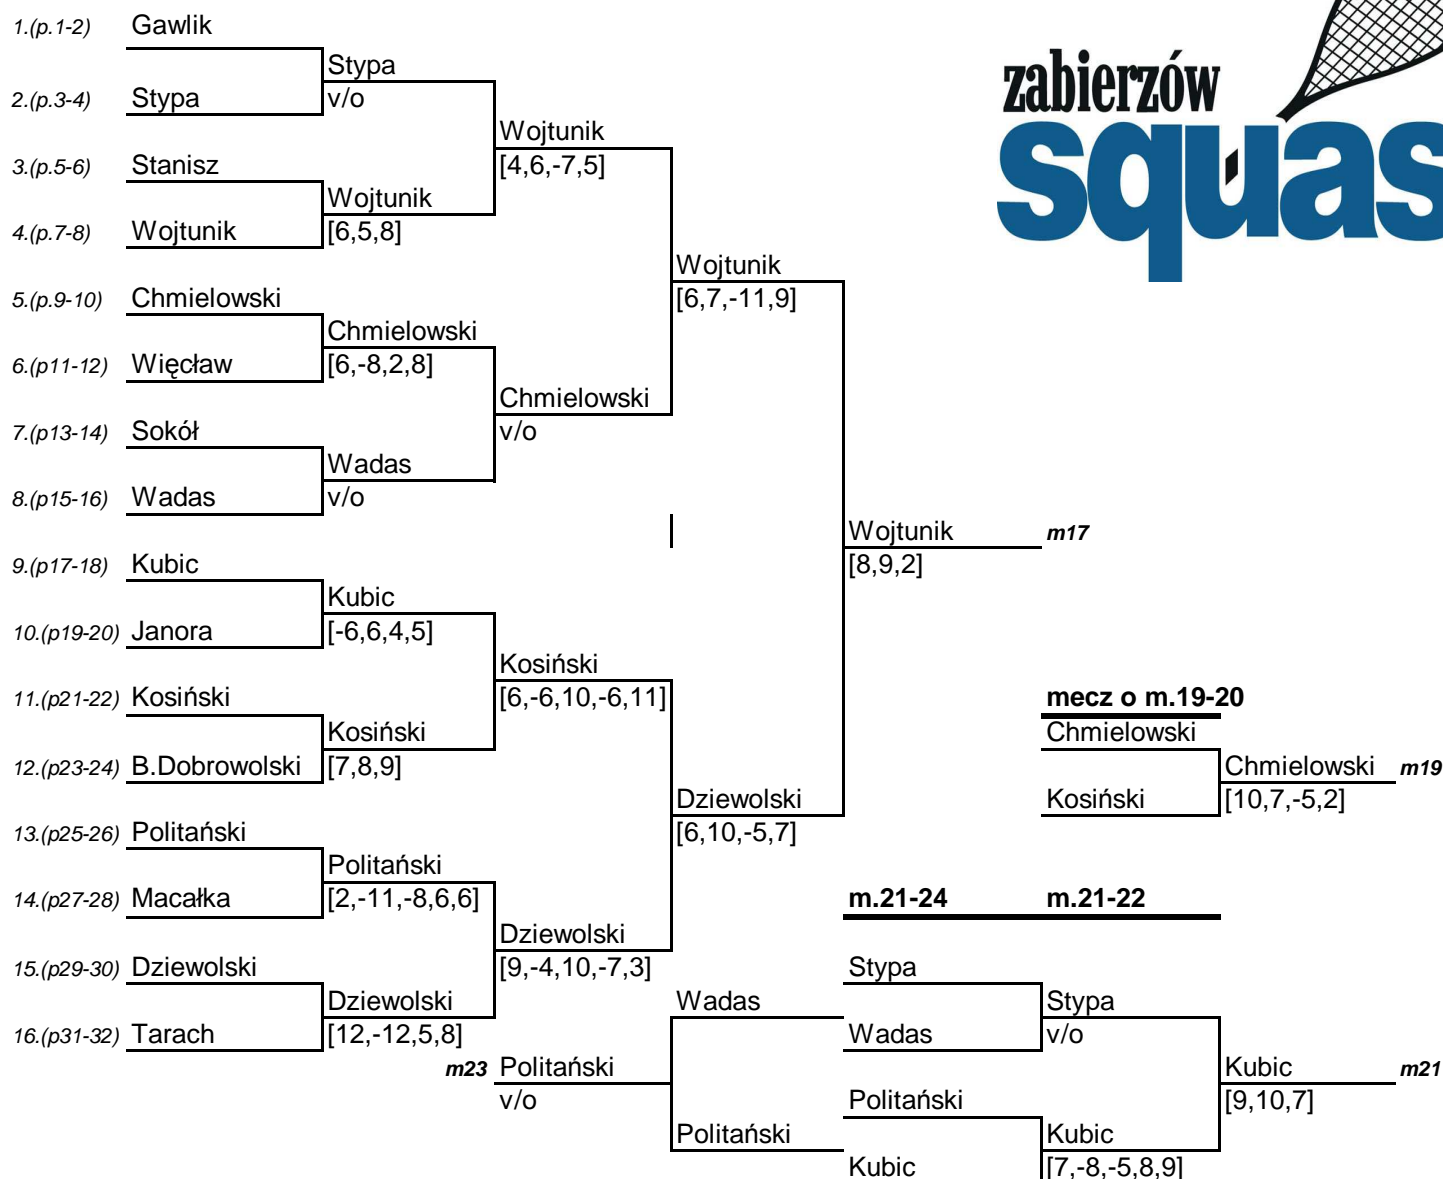 1.(p.1-2) Gawlik
Stypa
2.(p.3-4) Stypa v/o
zabierzów
Wojtunik
3.(p.5-6) Stanisz [4,6,-7,5]
squas
Wojtunik
4.(p.7-8) Wojtunik [6,5,8]
Wojtunik
5.(p.9-10) Chmielowski [6,7,-11,9]
Chmielowski
6.(p11-12) Więcław [6,-8,2,8]
Chmielowski
7.(p13-14) Sokół v/o
Wadas
8.(p15-16) Wadas v/o
Wojtunik m17
9.(p17-18) Kubic [8,9,2]
Kubic
10.(p19-20) Janora [-6,6,4,5]
Kosiński
11.(p21-22) Kosiński [6,-6,10,-6,11] mecz o m.19-20
Kosiński Chmielowski
12.(p23-24) B.Dobrowolski [7,8,9] Chmielowski m19
Dziewolski Kosiński [10,7,-5,2]
13.(p25-26) Politański [6,10,-5,7]
Politański
14.(p27-28) Macałka [2,-11,-8,6,6] m.21-24 m.21-22
Dziewolski
15.(p29-30) Dziewolski [9,-4,10,-7,3] Stypa
Dziewolski Wadas Stypa
16.(p31-32) Tarach [12,-12,5,8] Wadas v/o
m23 Politański Kubic m21
v/o Politański [9,10,7]
Politański Kubic
Kubic [7,-8,-5,8,9]